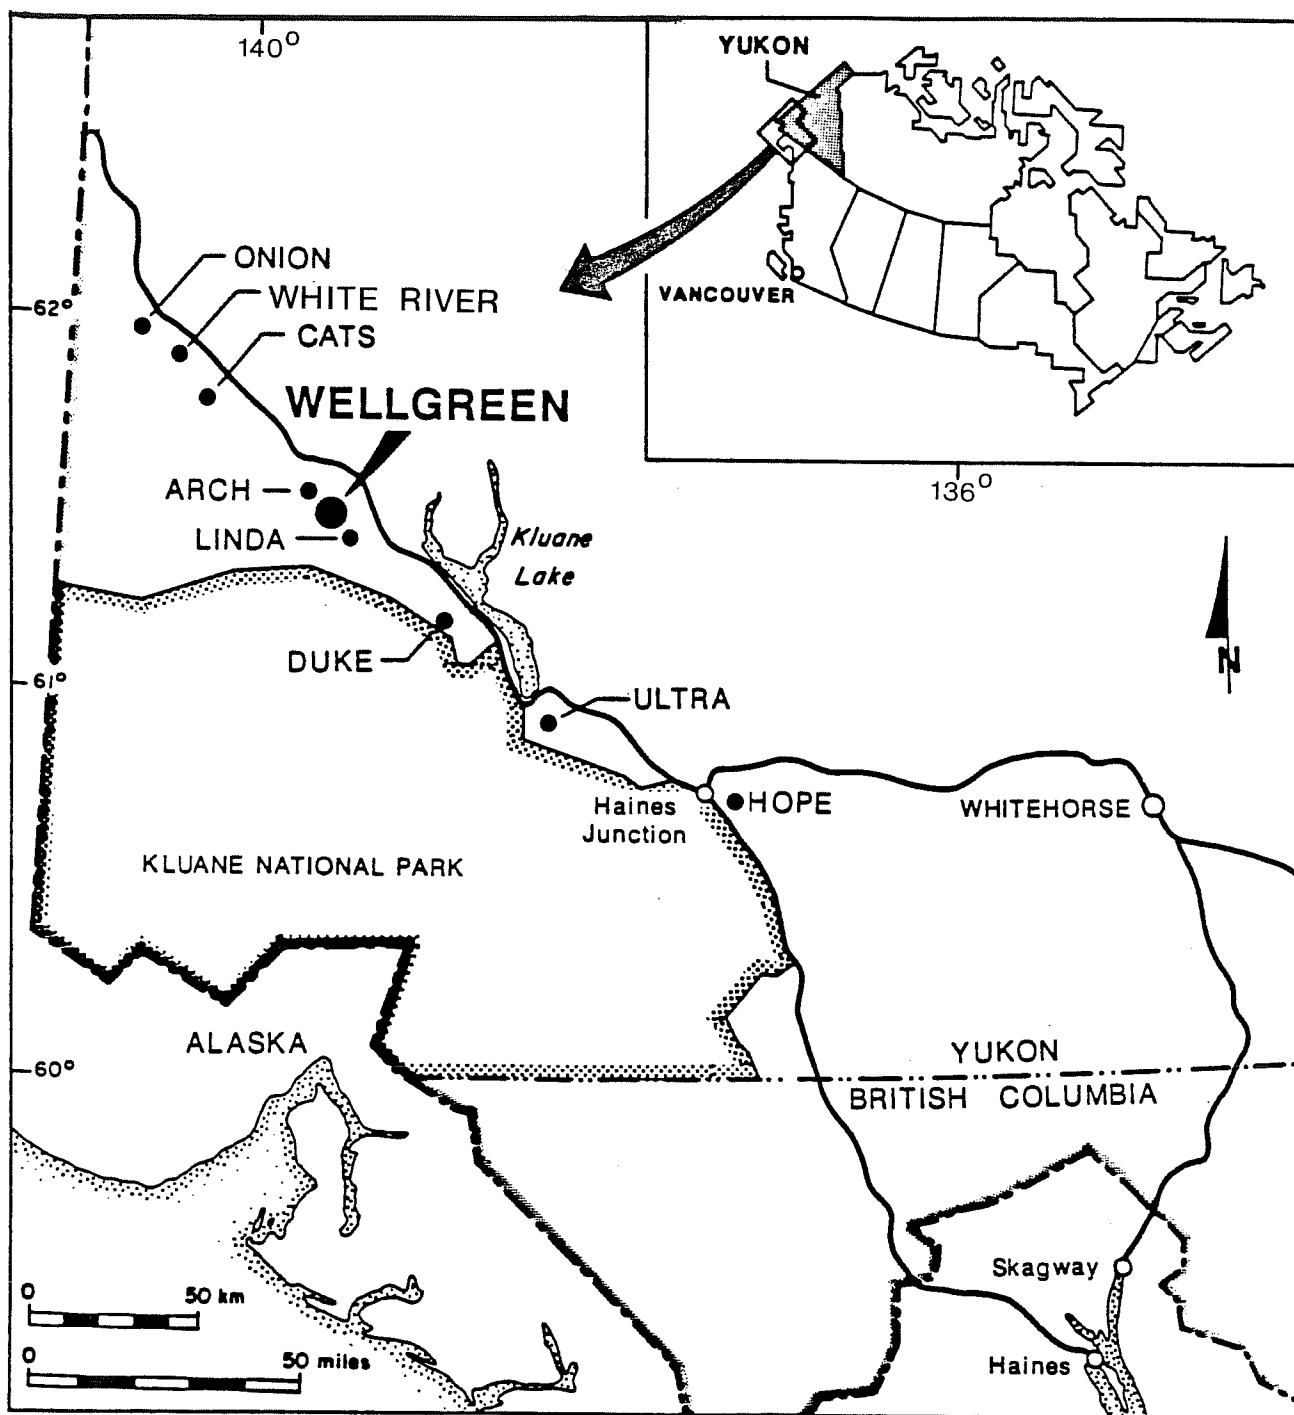 140°
YUKON
ONION
62°
WHITE RIVER
VANCOUVER
CATS
WELLGREEN
ARCH
136°
LINDA
Kluane
Lake
DUKE
N
61°
ULTRA
Haines
Junction
HOPE
WHITEHORSE
KLUANE NATIONAL PARK
ALASKA
YUKON
60°
BRITISH COLUMBIA
Skagway
0 50 km
0 50 miles
Haines